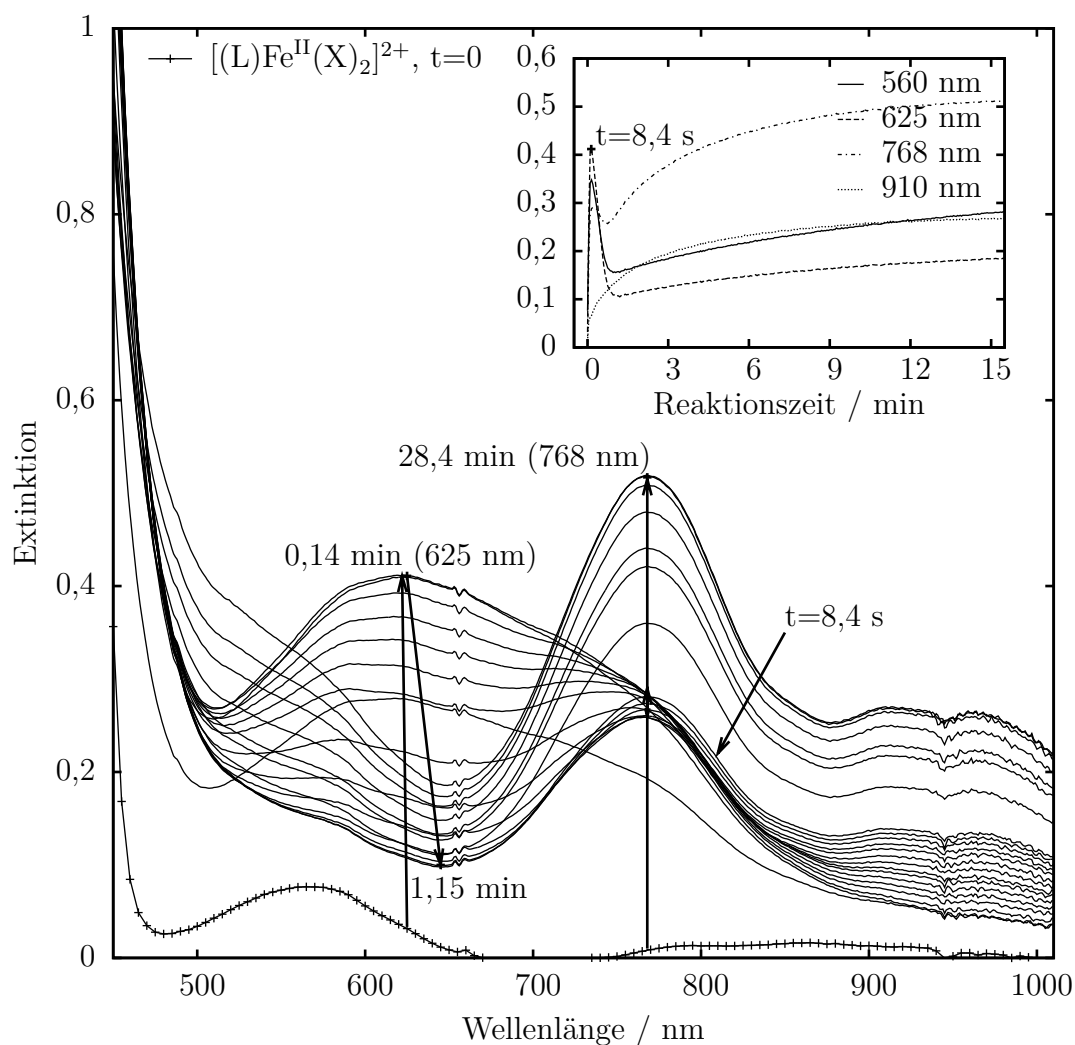 [(L)Feᴵᴵ(X)₂]²⁺, t=0
560 nm
625 nm
768 nm
910 nm
t=8,4 s
0,6
0,5
0,4
0,3
0,2
0,1
0
0 3 6 9 12 15
Reaktionszeit / min
28,4 min (768 nm)
0,14 min (625 nm)
t=8,4 s
1,15 min
1
0,8
0,6
0,4
0,2
0
Extinktion
500 600 700 800 900 1000
Wellenlänge / nm